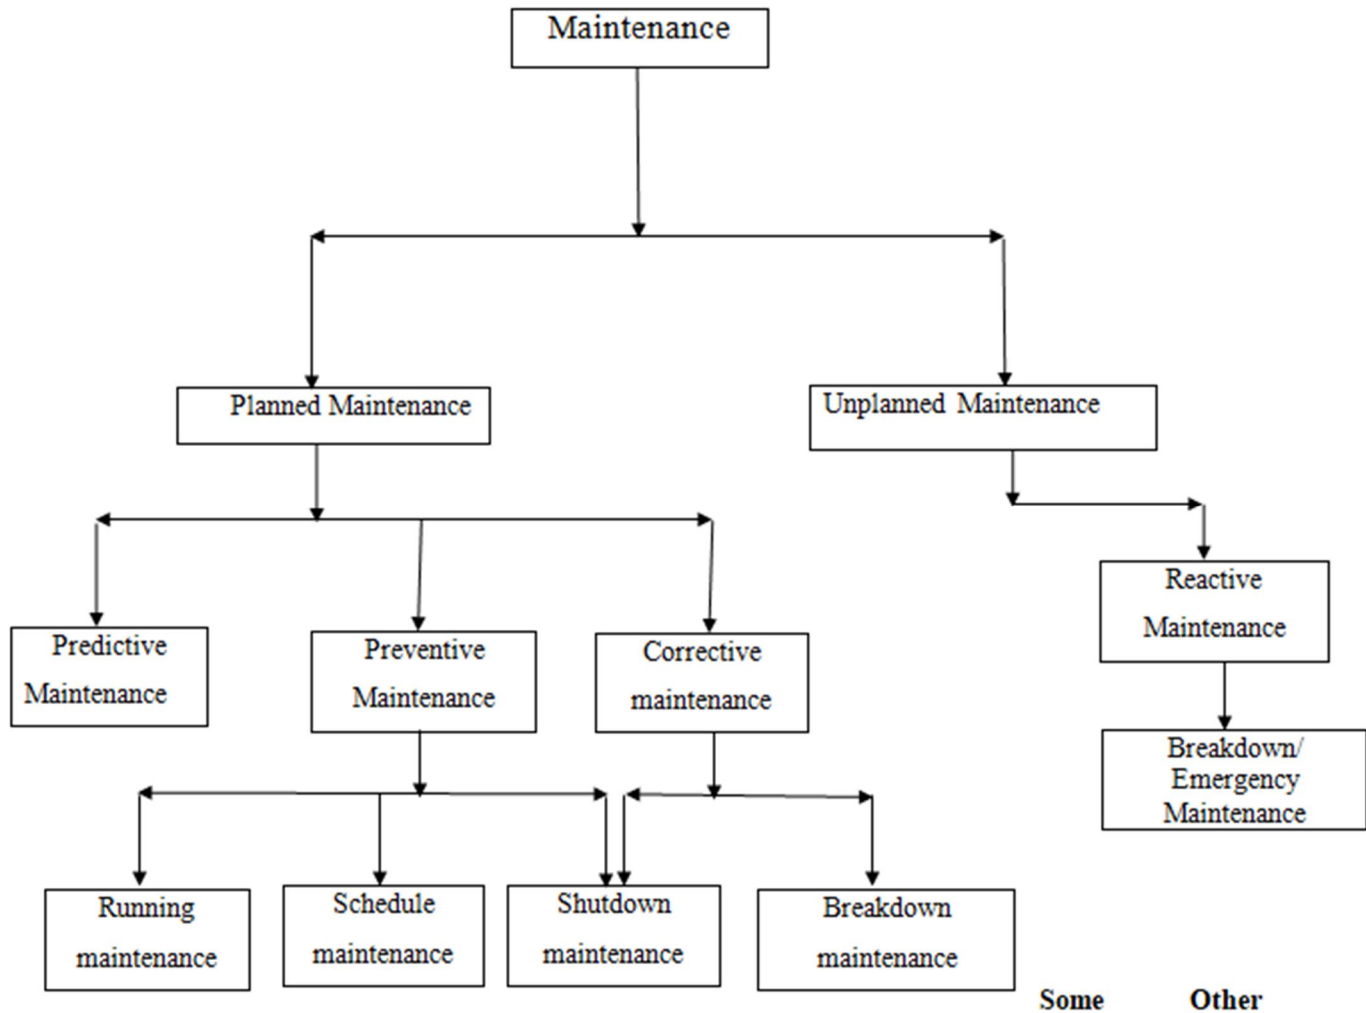 Maintenance
Planned Maintenance
Unplanned Maintenance
Predictive
Maintenance
Preventive
Maintenance
Corrective
maintenance
Reactive
Maintenance
Breakdown/
Emergency
Maintenance
Running
maintenance
Schedule
maintenance
Shutdown
maintenance
Breakdown
maintenance
Some Other